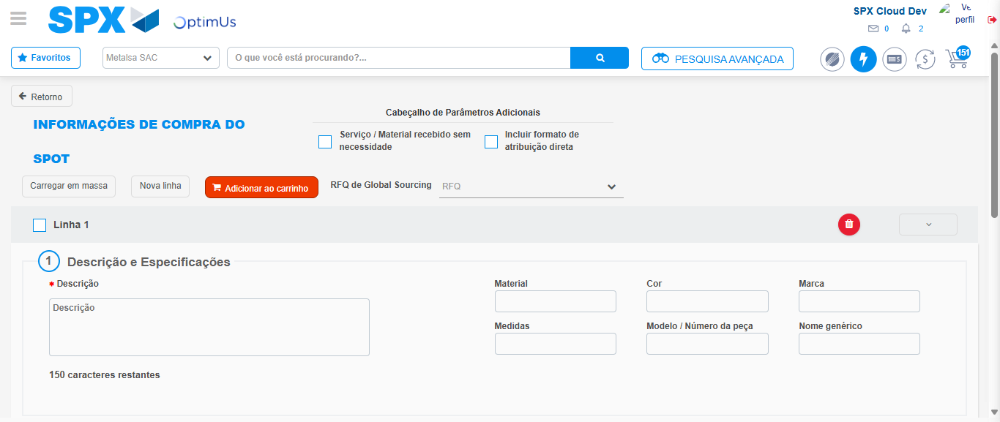 SPX
OptimUs
SPX Cloud Dev
0
2
Ve
perfil
Favoritos
Metalsa SAC
O que você está procurando?...
PESQUISA AVANÇADA
151
Retorno
INFORMAÇÕES DE COMPRA DO
SPOT
Cabeçalho de Parâmetros Adicionais
Serviço / Material recebido sem
necessidade
Incluir formato de
atribuição direta
Carregar em massa
Nova linha
Adicionar ao carrinho
RFQ de Global Sourcing
RFQ
Linha 1
1
Descrição e Especificações
* Descrição
Descrição
150 caracteres restantes
Material
Cor
Marca
Medidas
Modelo / Número da peça
Nome genérico